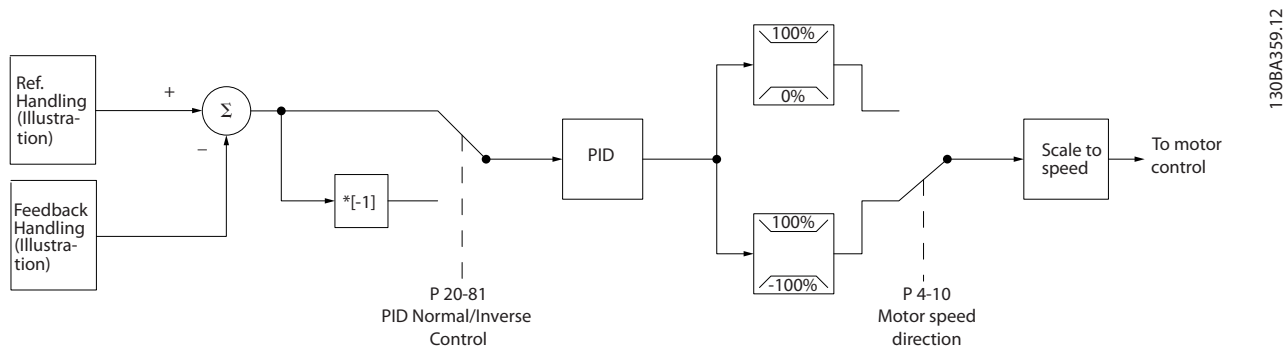 130BA359.12
Ref.
Handling
(Illustra-
tion)
+
Σ
−
Feedback
Handling
(Illustra-
tion)
*[-1]
P 20-81
PID Normal/Inverse
Control
PID
100%
0%
100%
-100%
P 4-10
Motor speed
direction
Scale to
speed
To motor
control